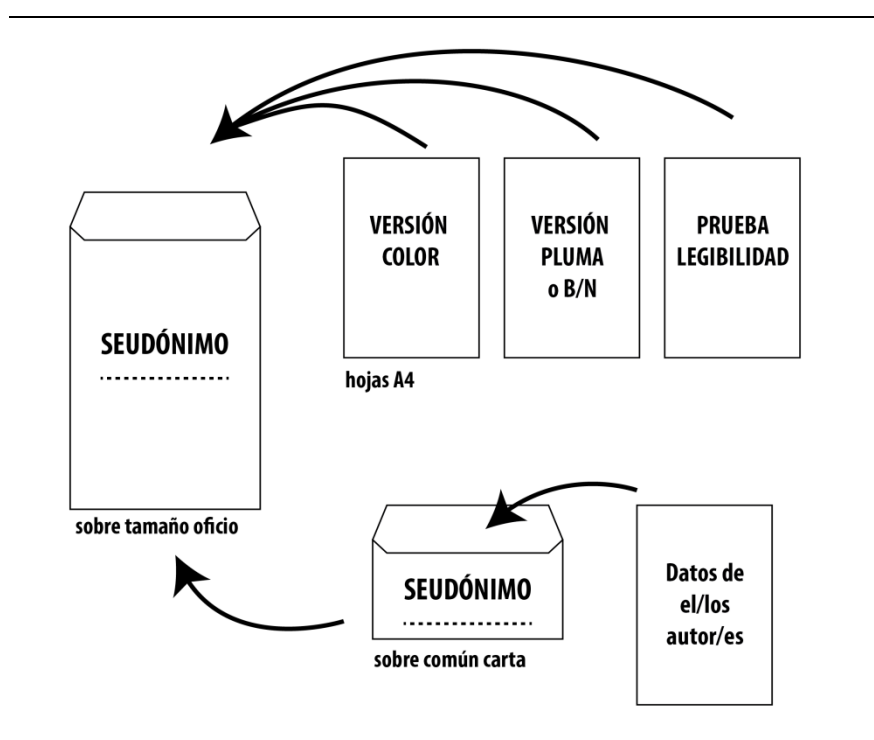 VERSIÓN
COLOR
VERSIÓN
PLUMA
o B/N
PRUEBA
LEGIBILIDAD
SEUDÓNIMO
hojas A4
sobre tamaño oficio
SEUDÓNIMO
sobre común carta
Datos de
el/los
autor/es